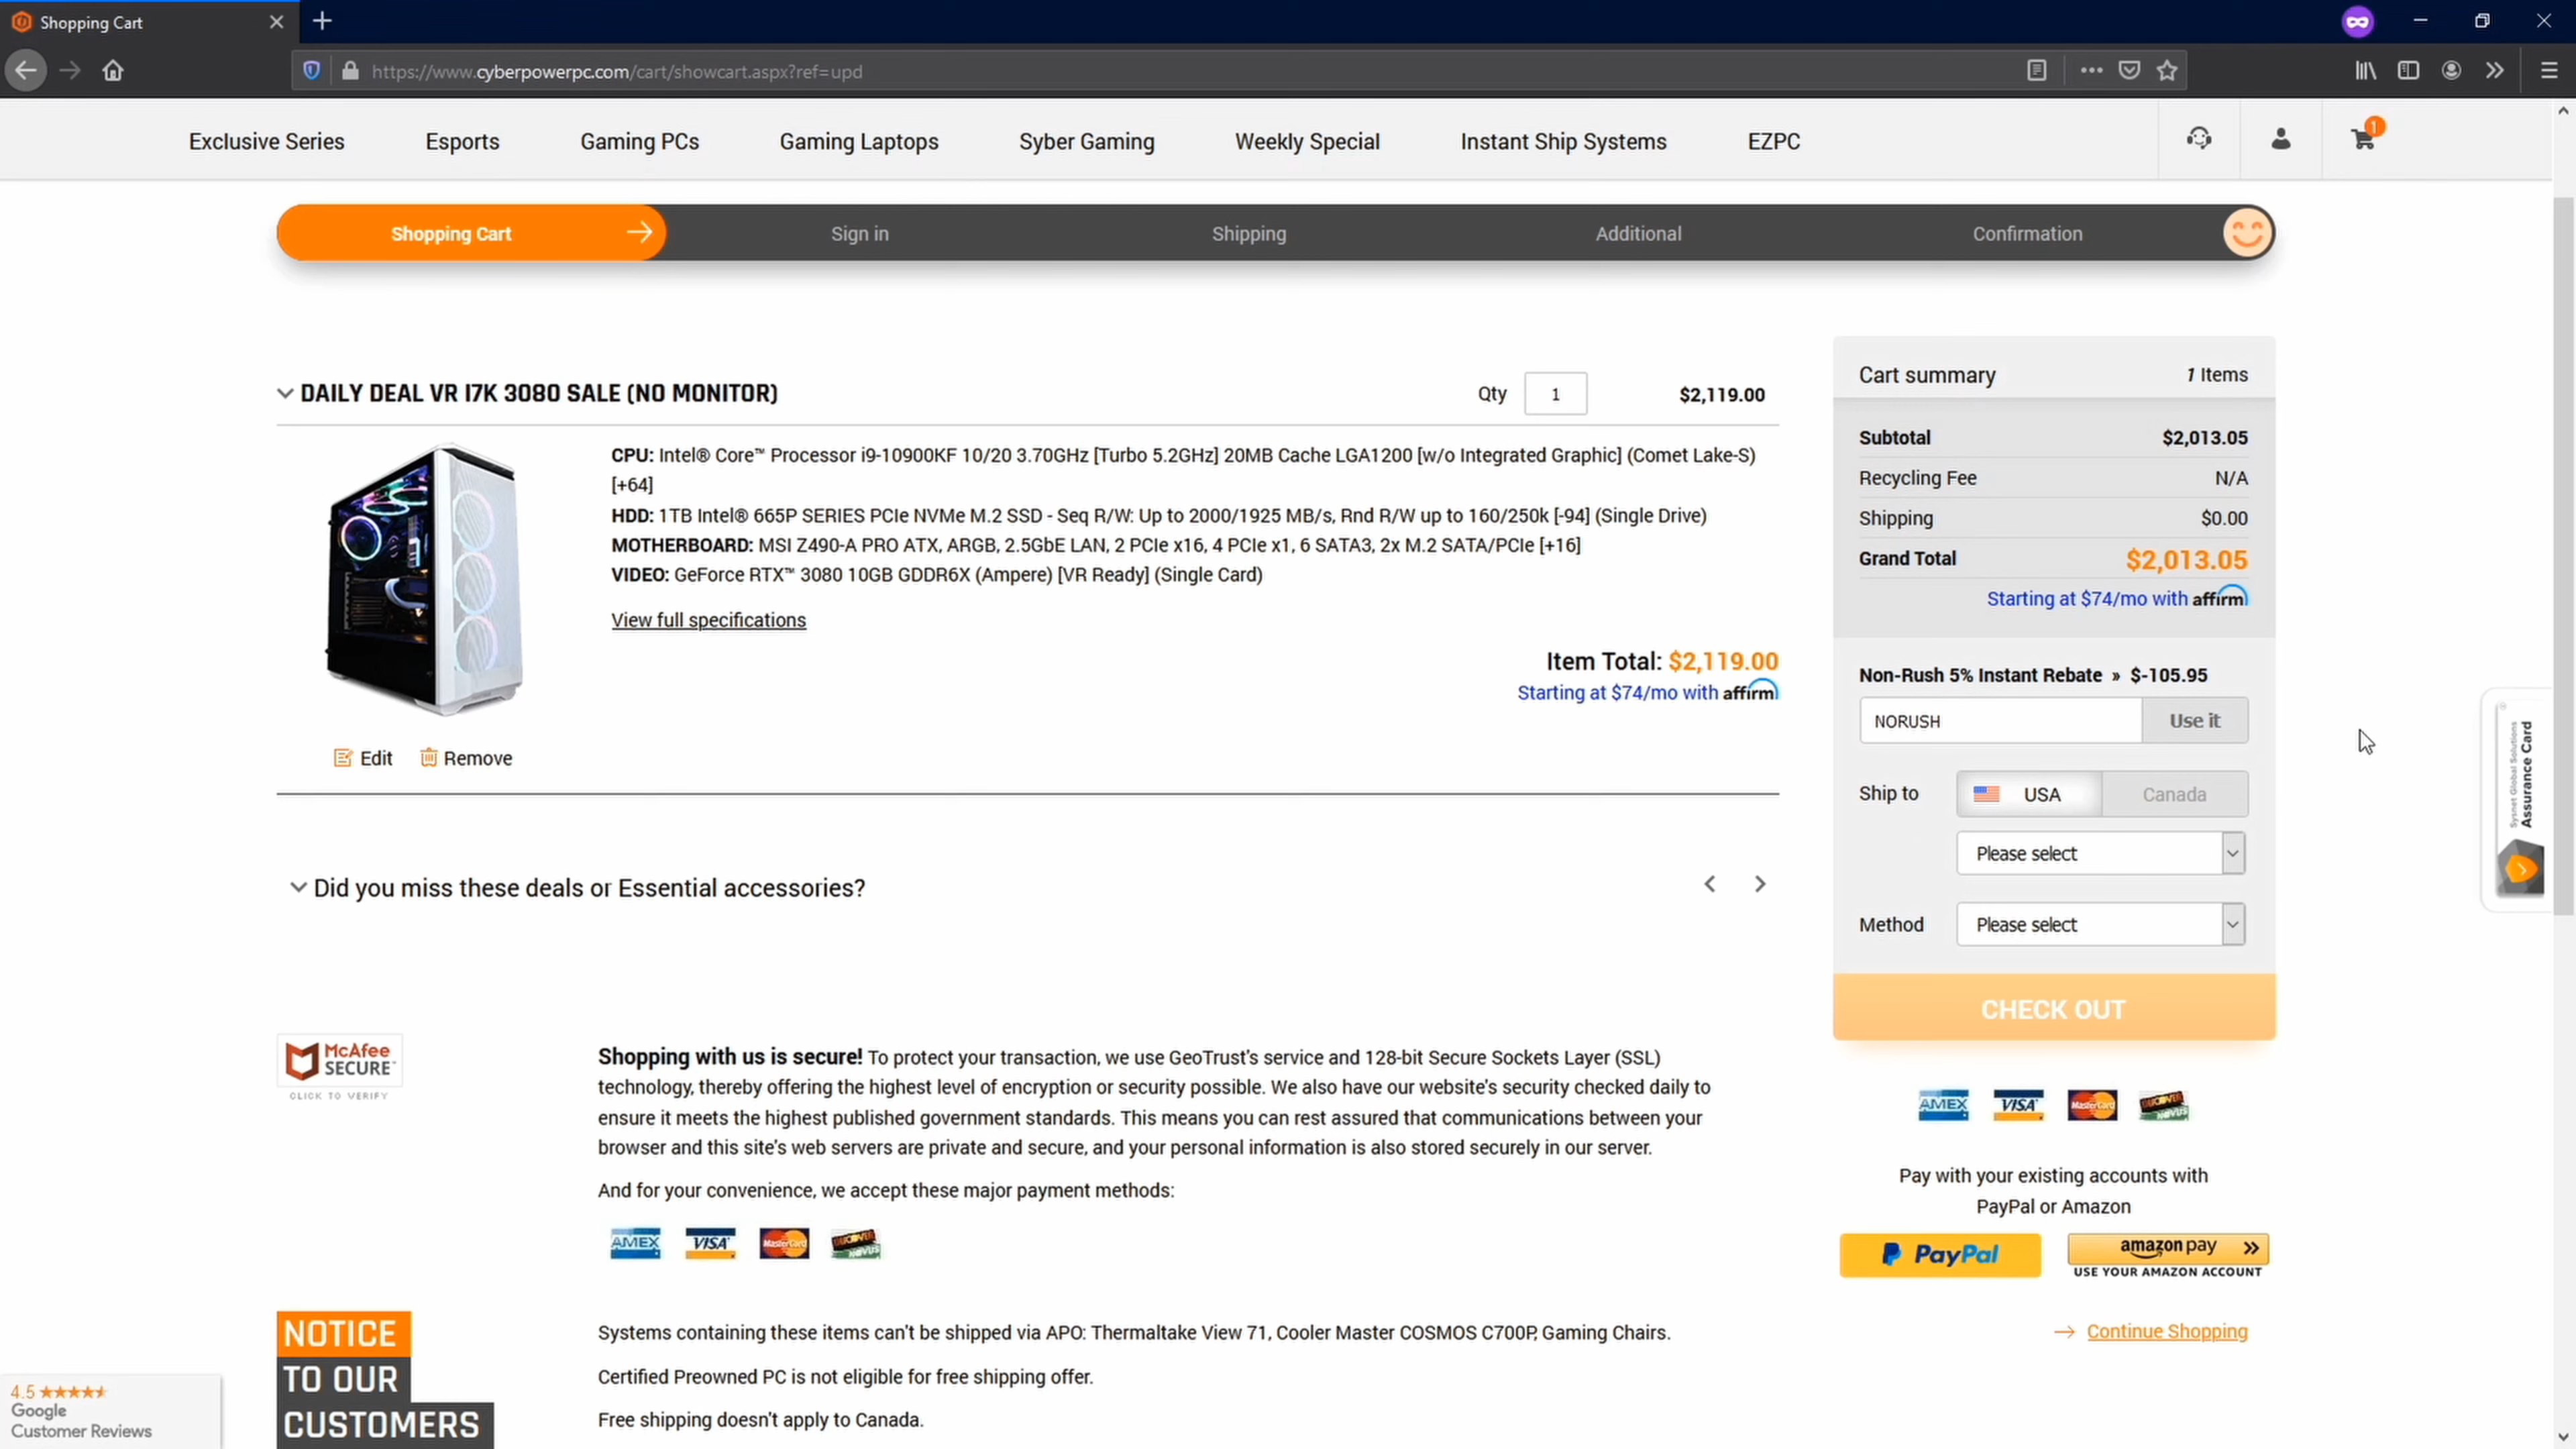 Shopping Cart
https://www.cyberpowerpc.com/cart/showcart.aspx?ref=upd
Exclusive Series
Esports
Gaming PCs
Gaming Laptops
Syber Gaming
Weekly Special
Instant Ship Systems
EZPC
1
Shopping Cart
Sign in
Shipping
Additional
Confirmation
DAILY DEAL VR I7K 3080 SALE (NO MONITOR)
Qty 1 $2,119.00
CPU: Intel® Core™ Processor i9-10900KF 10/20 3.70GHz [Turbo 5.2GHz] 20MB Cache LGA1200 [w/o Integrated Graphic] (Comet Lake-S)
[+64]
HDD: 1TB Intel® 665P SERIES PCIe NVMe M.2 SSD - Seq R/W: Up to 2000/1925 MB/s, Rnd R/W up to 160/250k [-94] (Single Drive)
MOTHERBOARD: MSI Z490-A PRO ATX, ARGB, 2.5GbE LAN, 2 PCIe x16, 4 PCIe x1, 6 SATA3, 2x M.2 SATA/PCIe [+16]
VIDEO: GeForce RTX™ 3080 10GB GDDR6X (Ampere) [VR Ready] (Single Card)
View full specifications
Item Total: $2,119.00
Starting at $74/mo with affirm
Edit
Remove
Cart summary 1 Items
Subtotal $2,013.05
Recycling Fee N/A
Shipping $0.00
Grand Total $2,013.05
Starting at $74/mo with affirm
Non-Rush 5% Instant Rebate » $-105.95
NORUSH Use it
Ship to USA Canada
Please select
Method Please select
CHECK OUT
AMEX VISA MasterCard DISCOVER NOVUS
Pay with your existing accounts with
PayPal or Amazon
PayPal
amazon pay
USE YOUR AMAZON ACCOUNT
Continue Shopping
Sysnet Global Solutions
Assurance Card
Did you miss these deals or Essential accessories?
McAfee
SECURE™
CLICK TO VERIFY
Shopping with us is secure! To protect your transaction, we use GeoTrust's service and 128-bit Secure Sockets Layer (SSL)
technology, thereby offering the highest level of encryption or security possible. We also have our website's security checked daily to
ensure it meets the highest published government standards. This means you can rest assured that communications between your
browser and this site's web servers are private and secure, and your personal information is also stored securely in our server.
And for your convenience, we accept these major payment methods:
AMEX VISA MasterCard DISCOVER NOVUS
NOTICE
TO OUR
CUSTOMERS
Systems containing these items can't be shipped via APO: Thermaltake View 71, Cooler Master COSMOS C700P, Gaming Chairs.
Certified Preowned PC is not eligible for free shipping offer.
Free shipping doesn't apply to Canada.
4.5
Google
Customer Reviews